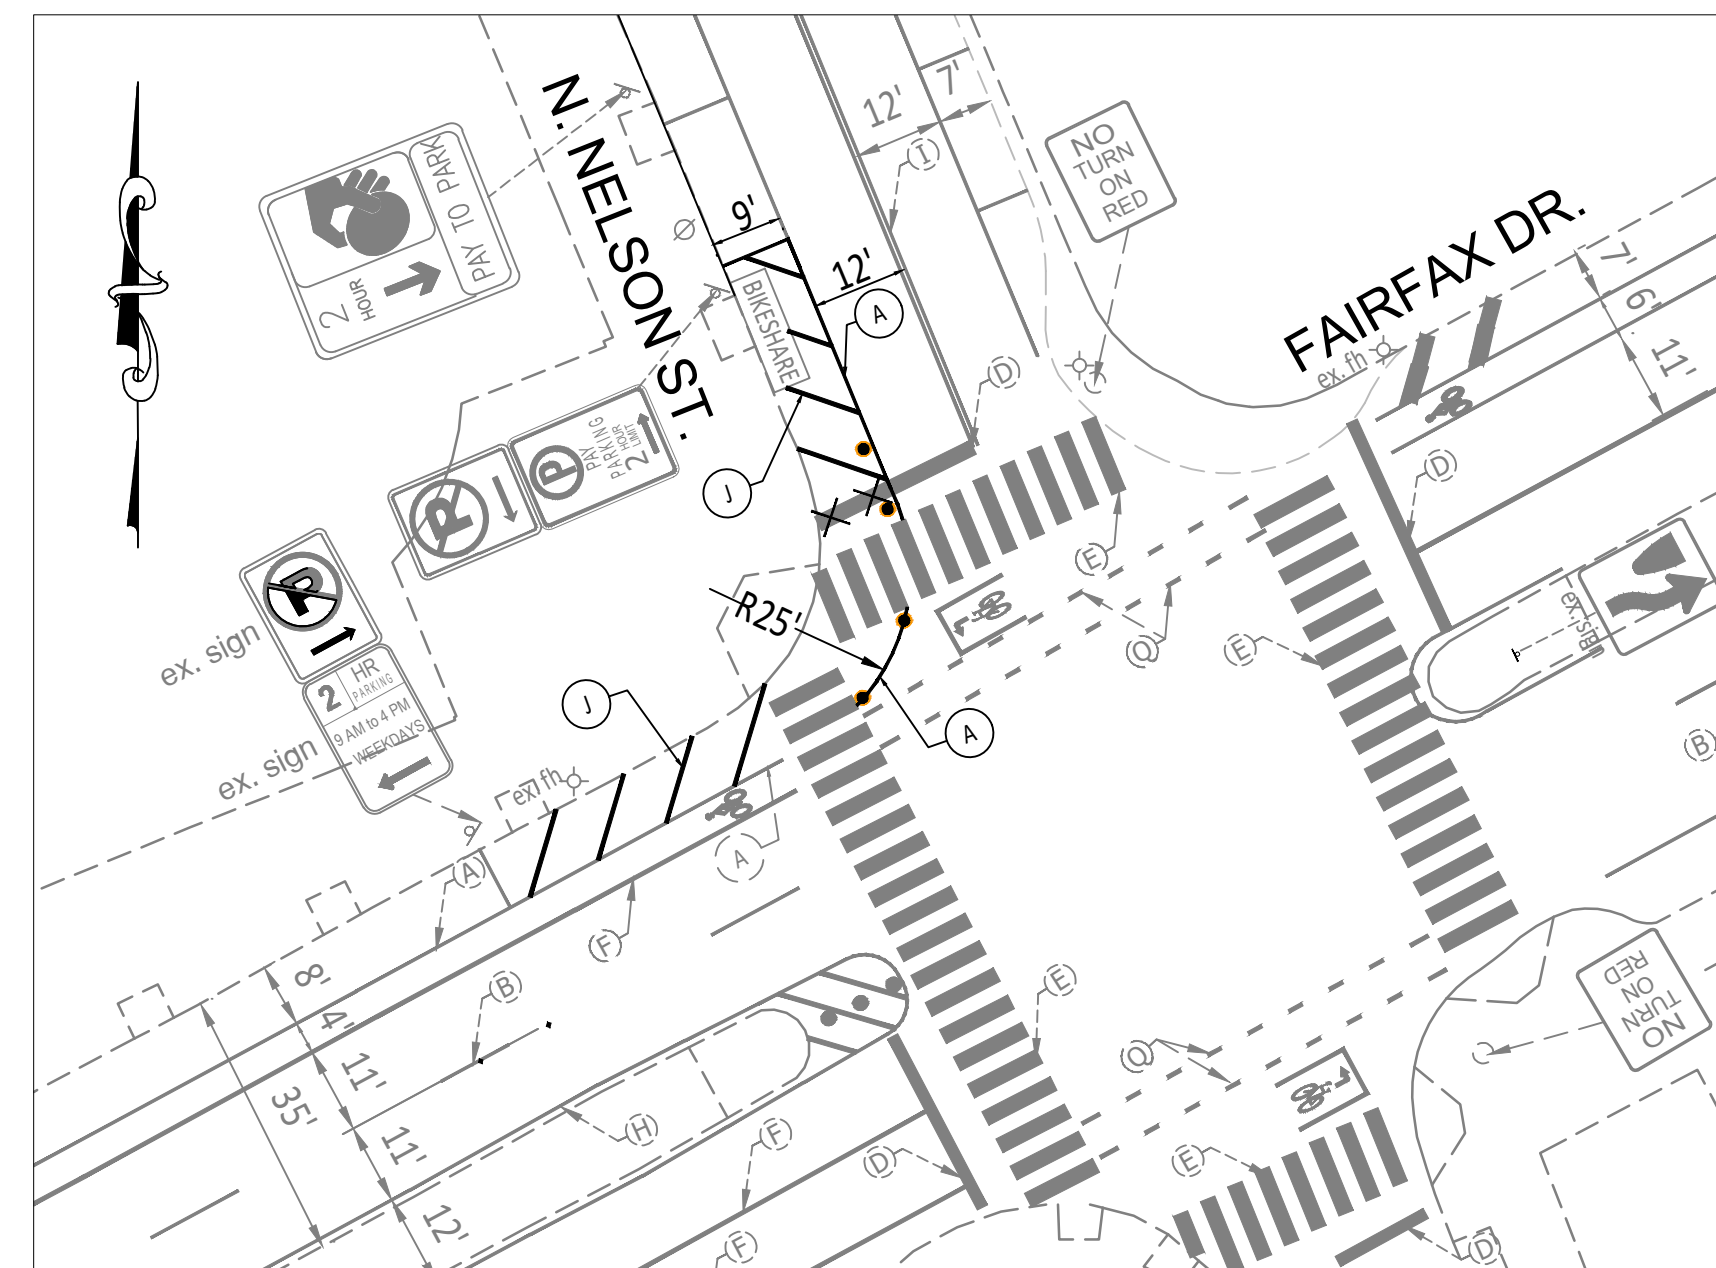 N. NELSON ST.
FAIRFAX DR.
2
HOUR
PAY TO PARK
12'
7'
I
NO
TURN
ON
RED
9'
12'
A
BIKESHARE
D
7'
6'
11'
ex. fh
D
J
P
P
PAY
PARKING
2
HOUR
LIMIT
E
P
ex. sign
R25'
Q
E
ex. sign
2
HR
PARKING
9 AM to 4 PM
WEEKDAYS
ex. sign
J
A
B
ex. fh
A
A
F
8'
4'
B
11'
35'
11'
12'
E
Q
NO
TURN
ON
RED
H
F
D
E
F
D